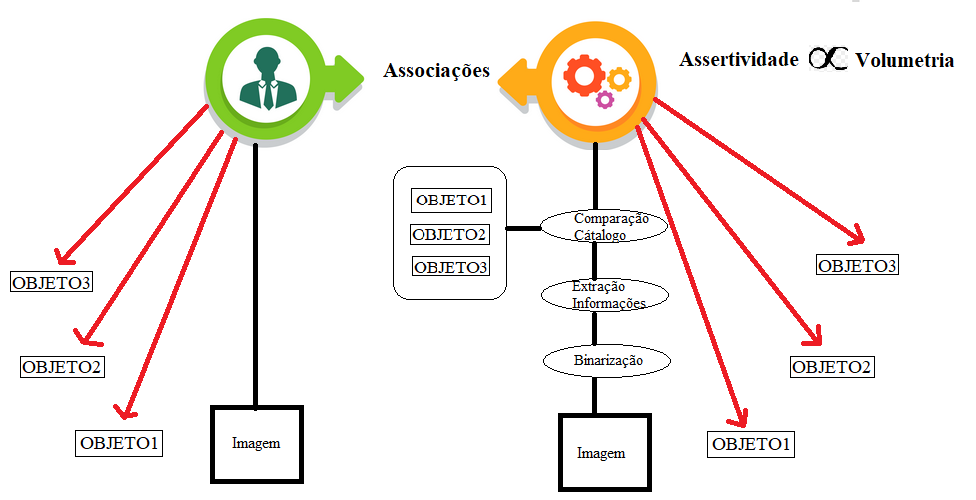 Associações
Assertividade
Volumetria
OBJETO3
OBJETO2
OBJETO1
Imagem
OBJETO1
OBJETO2
OBJETO3
Comparação
Cátalogo
Extração
Informações
Binarização
Imagem
OBJETO3
OBJETO2
OBJETO1